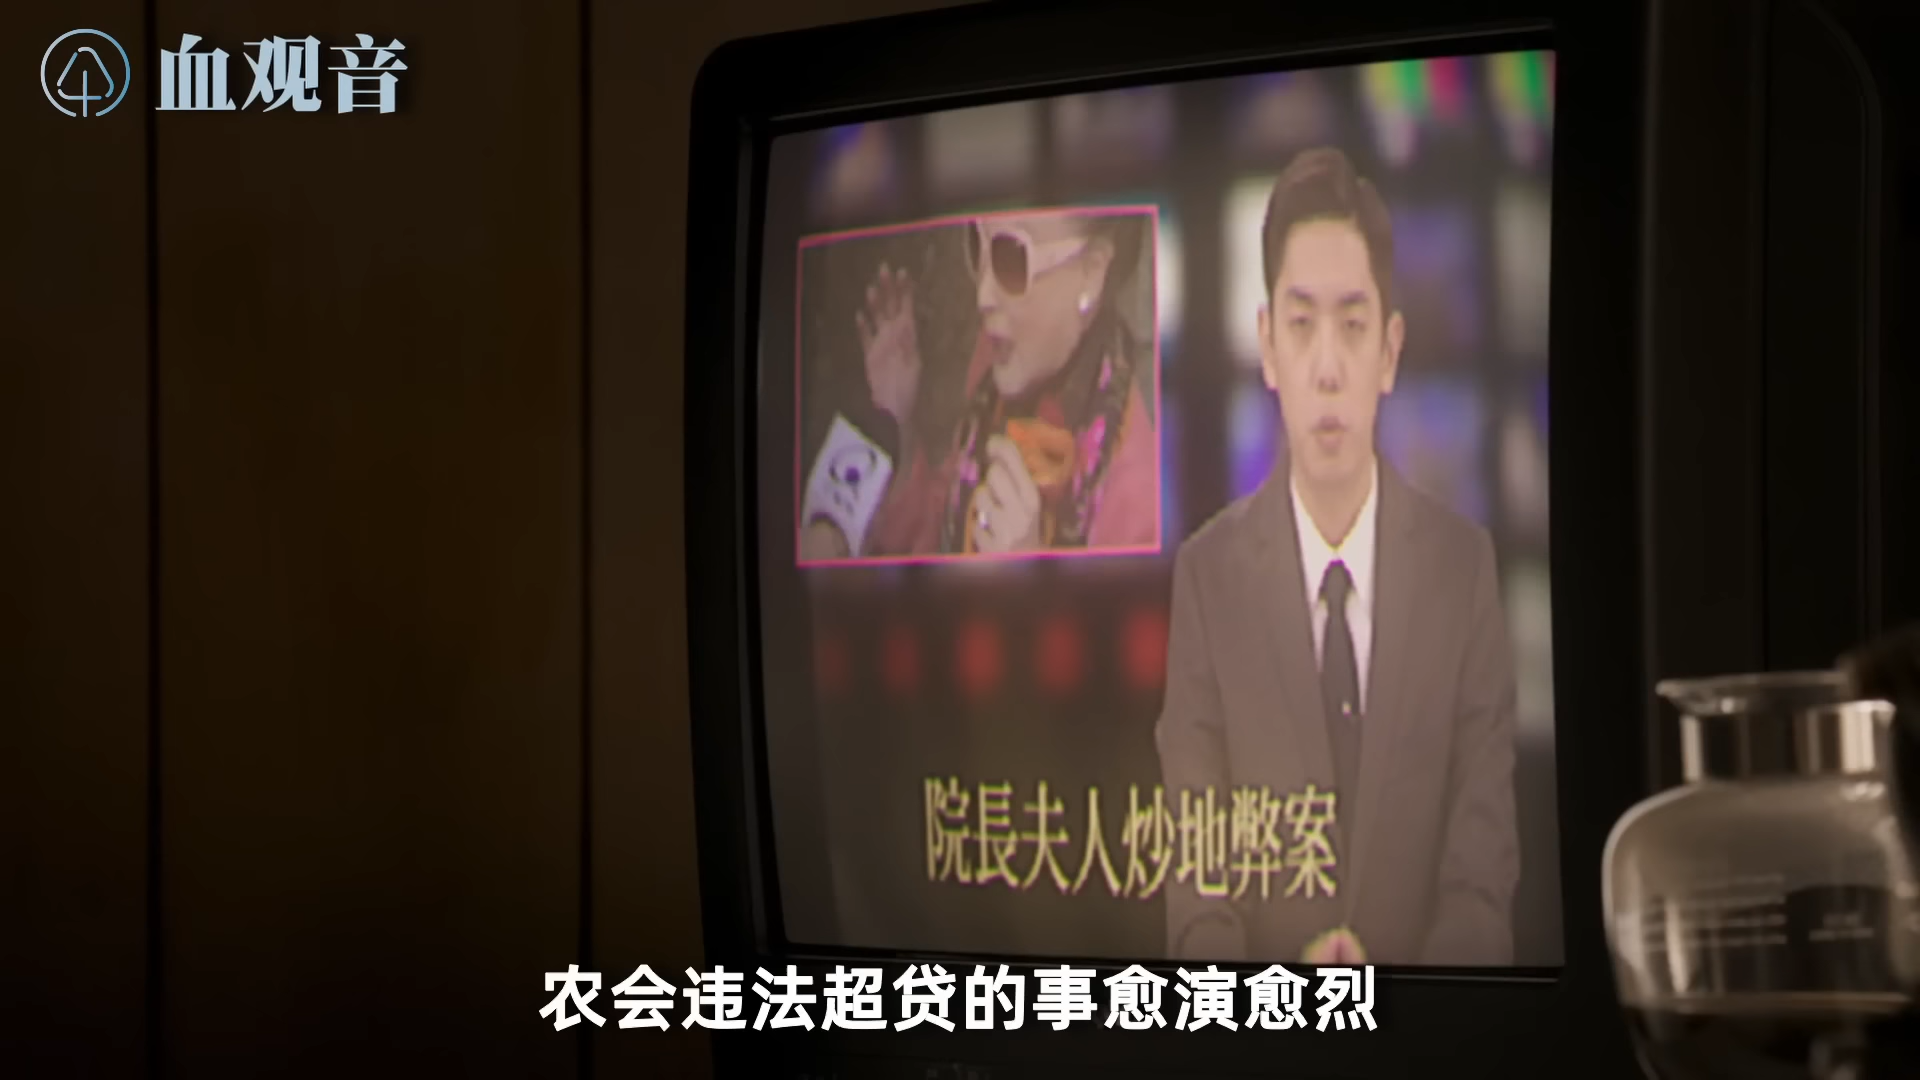 血观音
院長夫人炒地弊案
农会违法超贷的事愈演愈烈